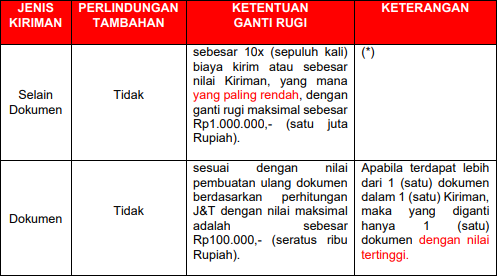 JENIS KIRIMAN
PERLINDUNGAN TAMBAHAN
KETENTUAN GANTI RUGI
KETERANGAN
Selain Dokumen
Tidak
sebesar 10x (sepuluh kali)
biaya kirim atau sebesar
nilai Kiriman, yang mana
yang paling rendah, dengan
ganti rugi maksimal sebesar
Rp1.000.000,- (satu juta
Rupiah).
(*)
Dokumen
Tidak
sesuai dengan nilai
pembuatan ulang dokumen
berdasarkan perhitungan
J&T dengan nilai maksimal
adalah sebesar
Rp100.000,- (seratus ribu
Rupiah).
Apabila terdapat lebih
dari 1 (satu) dokumen
dalam 1 (satu) Kiriman,
maka yang diganti
hanya 1 (satu)
dokumen dengan nilai
tertinggi.